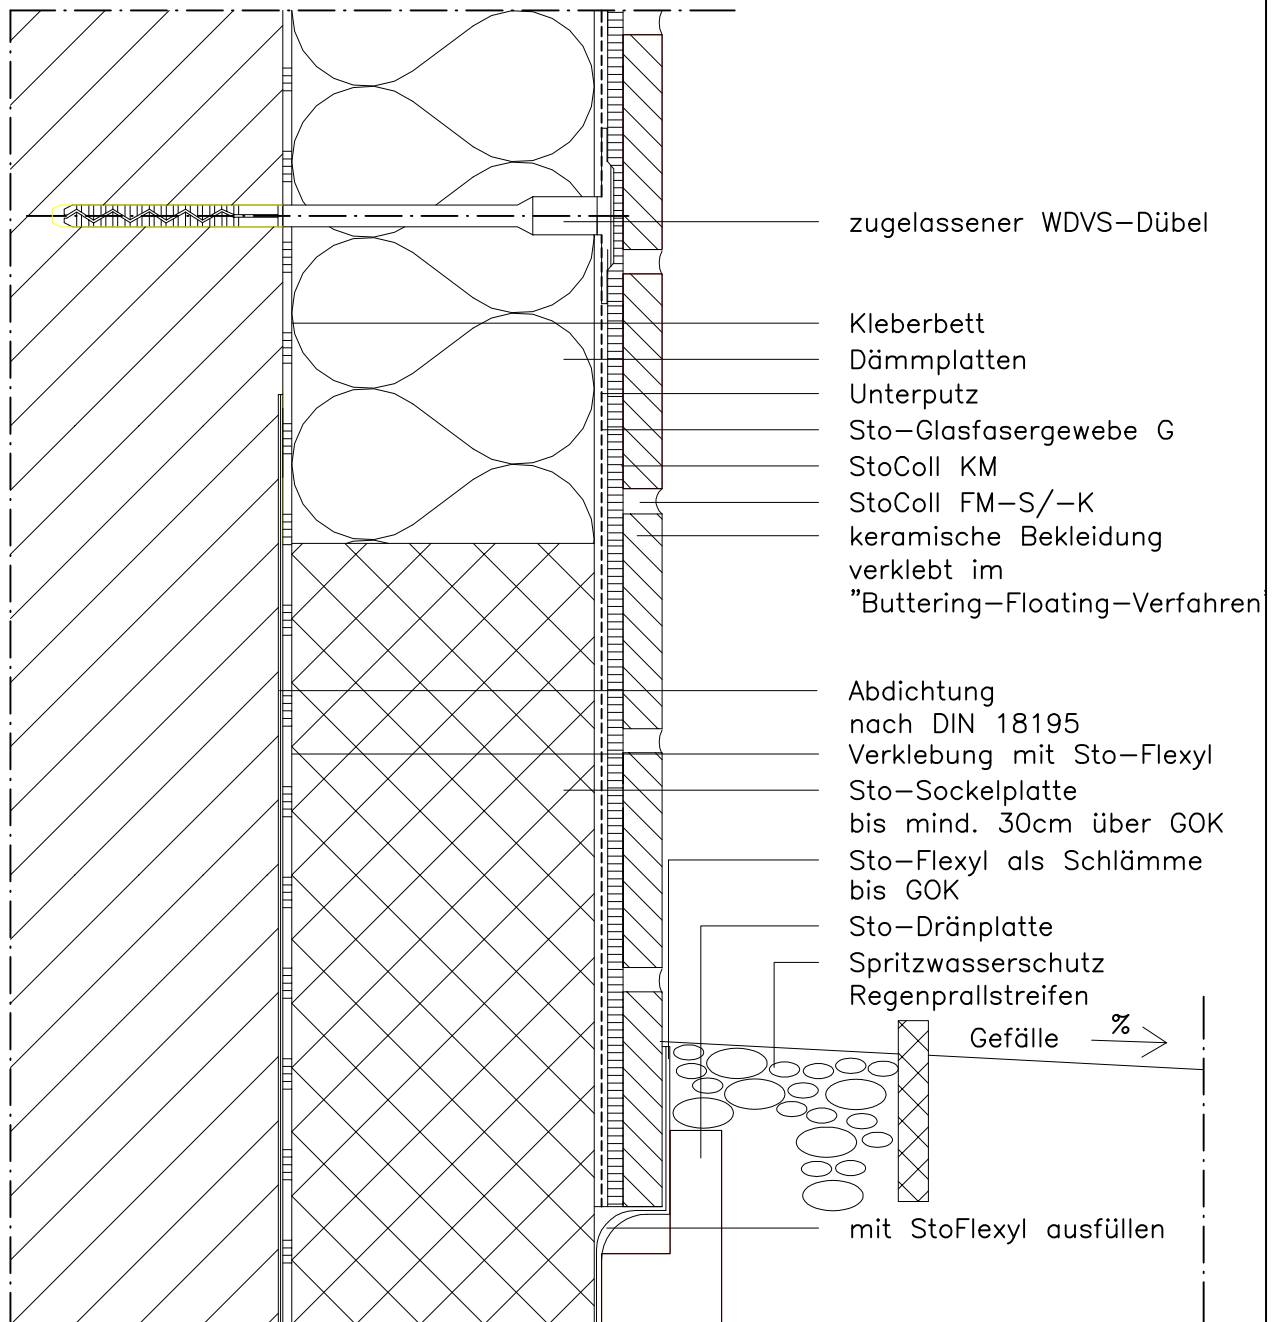 zugelassener WDVS-Dübel
Kleberbett
Dämmplatten
Unterputz
Sto-Glasfasergewebe G
StoColl KM
StoColl FM-S/-K
keramische Bekleidung
verklebt im
"Buttering-Floating-Verfahren"
Abdichtung
nach DIN 18195
Verklebung mit Sto-Flexyl
Sto-Sockelplatte
bis mind. 30cm über GOK
Sto-Flexyl als Schlämme
bis GOK
Sto-Dränplatte
Spritzwasserschutz
Regenprallstreifen
Gefälle %
mit StoFlexyl ausfüllen